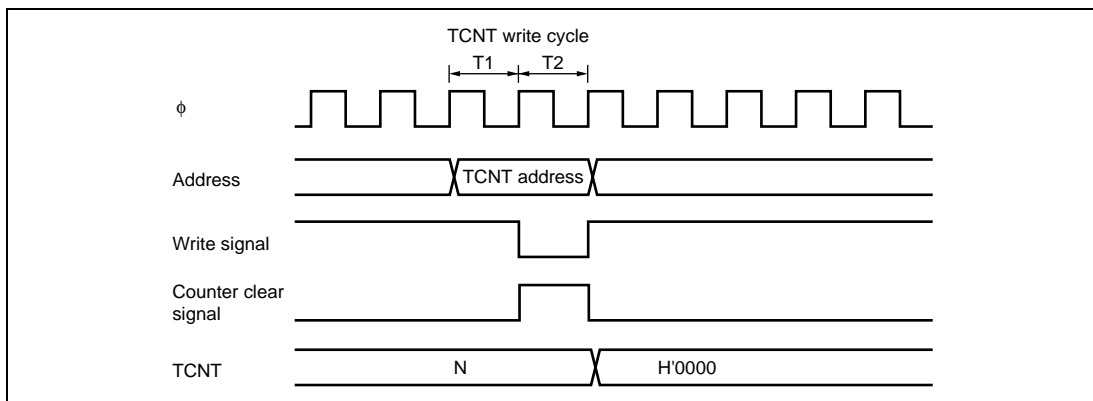 TCNT write cycle
T1 T2
ϕ
Address
TCNT address
Write signal
Counter clear
signal
TCNT
N
H'0000